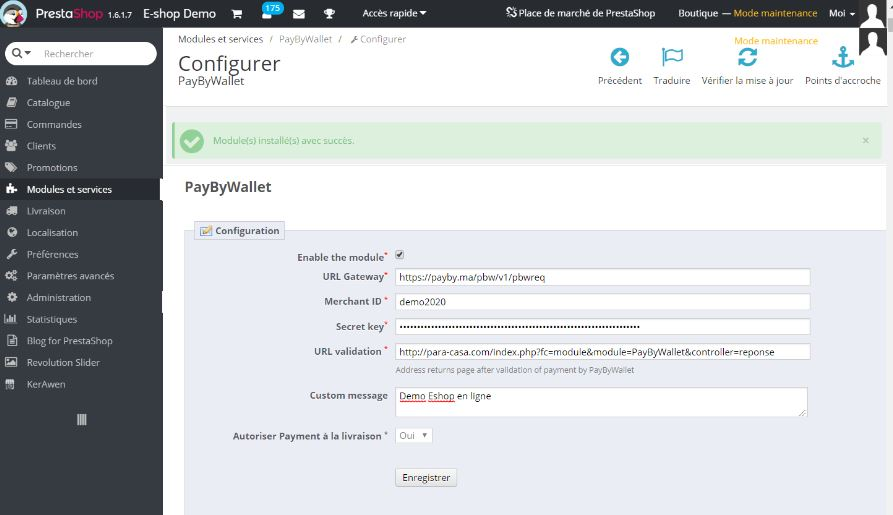 PrestaShop 1.6.1.7 E-shop Demo 175 Accès rapide Place de marché de PrestaShop Boutique — Mode maintenance Moi
Rechercher
Tableau de bord
Catalogue
Commandes
Clients
Promotions
Modules et services
Livraison
Localisation
Préférences
Paramètres avancés
Administration
Statistiques
Blog for PrestaShop
Revolution Slider
KerAwen
Modules et services / PayByWallet / Configurer
Configurer
PayByWallet
Mode maintenance
Précédent Traduire Vérifier la mise à jour Points d'accroche
Module(s) installé(s) avec succès. ×
PayByWallet
Configuration
Enable the module*
URL Gateway* https://payby.ma/pbw/v1/pbwreq
Merchant ID * demo2020
Secret key*
URL validation * http://para-casa.com/index.php?fc=module&module=PayByWallet&controller=reponse
Address returns page after validation of payment by PayByWallet
Custom message Demo Eshop en ligne
Autoriser Payment à la livraison * Oui
Enregistrer